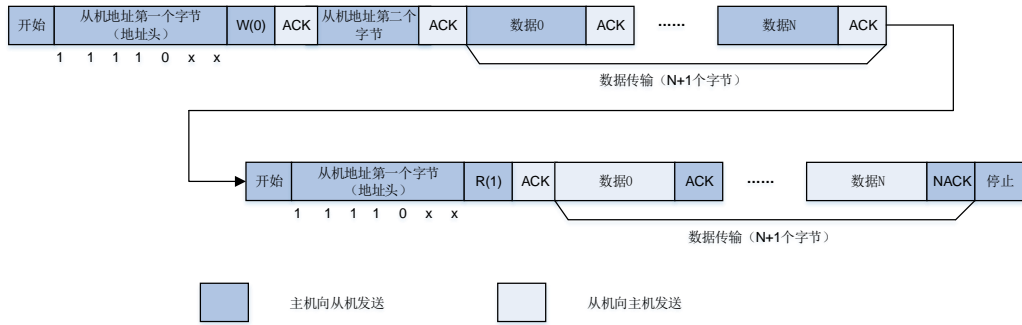 开始 从机地址第一个字节（地址头） W(0) ACK 从机地址第二个字节 ACK 数据0 ACK …… 数据N ACK
1 1 1 1 0 x x
数据传输（N+1个字节）
开始 从机地址第一个字节（地址头） R(1) ACK 数据0 ACK …… 数据N NACK 停止
1 1 1 1 0 x x
数据传输（N+1个字节）
主机向从机发送 从机向主机发送